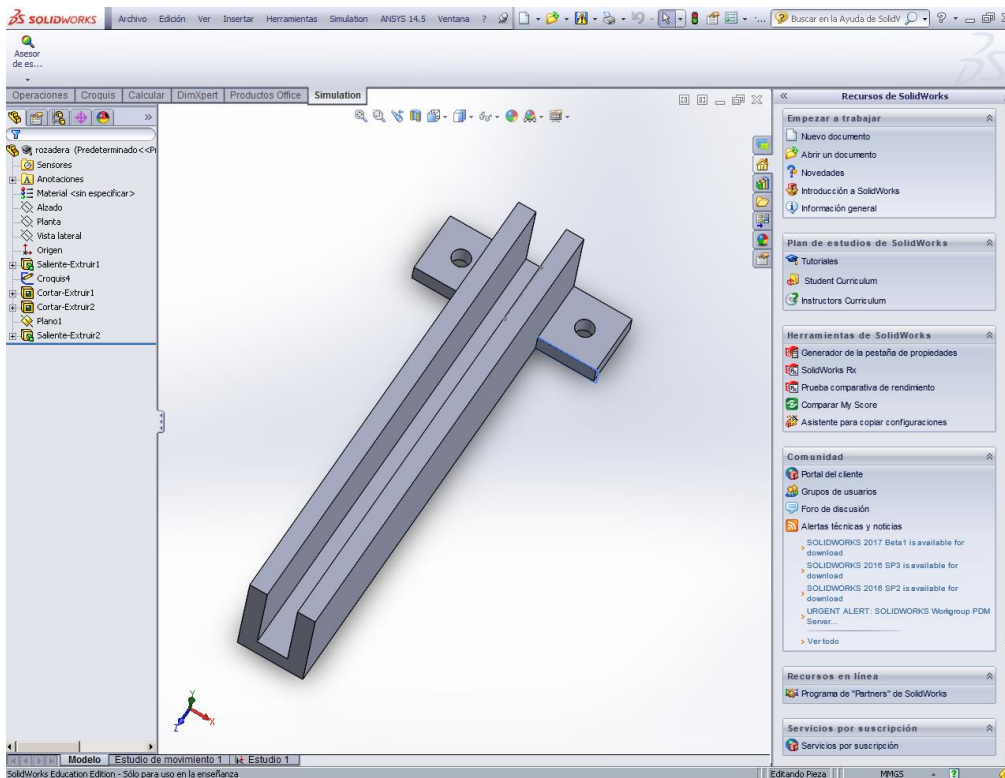 SOLIDWORKS
Archivo Edición Ver Insertar Herramientas Simulation ANSYS 14.5 Ventana ?
Buscar en la Ayuda de SolidW
Asesor
de es...
Operaciones Croquis Calcular DimXpert Productos Office Simulation
rozadera (Predeterminado<<Pr
Sensores
Anotaciones
Material <sin especificar>
Alzado
Planta
Vista lateral
Origen
Saliente-Extruir1
Croquis4
Cortar-Extruir1
Cortar-Extruir2
Plano1
Saliente-Extruir2
Y
X
Z
Recursos de SolidWorks
Empezar a trabajar
Nuevo documento
Abrir un documento
Novedades
Introducción a SolidWorks
Información general
Plan de estudios de SolidWorks
Tutoriales
Student Curriculum
Instructors Curriculum
Herramientas de SolidWorks
Generador de la pestaña de propiedades
SolidWorks Rx
Prueba comparativa de rendimiento
Comparar My Score
Asistente para copiar configuraciones
Comunidad
Portal del cliente
Grupos de usuarios
Foro de discusión
Alertas técnicas y noticias
SOLIDWORKS 2017 Beta1 is available for
download
SOLIDWORKS 2016 SP3 is available for
download
SOLIDWORKS 2016 SP2 is available for
download
URGENT ALERT: SOLIDWORKS Workgroup PDM
Server...
Ver todo
Recursos en línea
Programa de "Partners" de SolidWorks
Servicios por suscripción
Servicios por suscripción
Modelo Estudio de movimiento 1 Estudio 1
SolidWorks Education Edition - Sólo para uso en la enseñanza
Editando Pieza MMGS